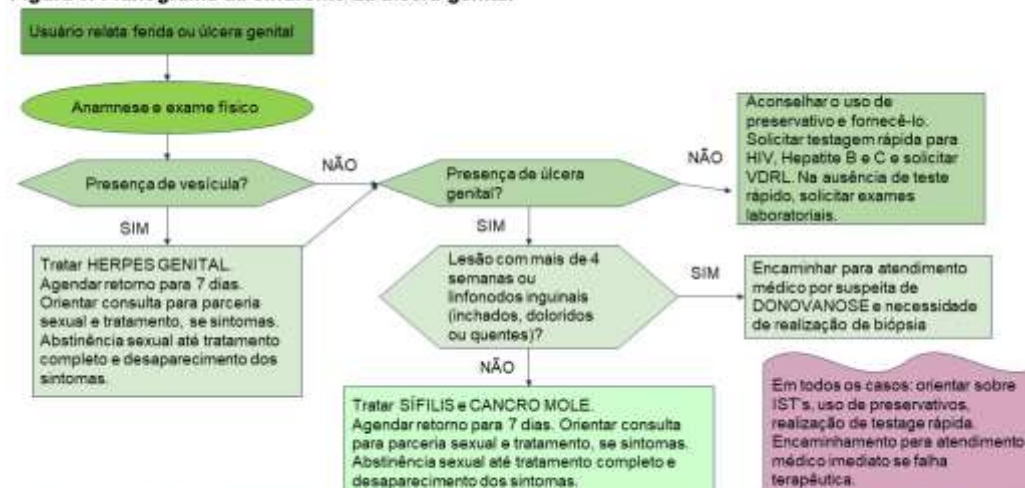 Usuário relata ferida ou úlcera genital
Anamnese e exame físico
Presença de vesícula?
NÃO
SIM
Tratar HERPES GENITAL.
Agendar retorno para 7 dias.
Orientar consulta para parceria
sexual e tratamento, se sintomas.
Abstinência sexual até tratamento
completo e desaparecimento dos
sintomas.
Presença de úlcera
genital?
NÃO
SIM
Aconselhar o uso de
preservativo e fornecê-lo.
Solicitar testagem rápida para
HIV, Hepatite B e C e solicitar
VDRL. Na ausência de teste
rápido, solicitar exames
laboratoriais.
Lesão com mais de 4
semanas ou
linfonodos inguinais
(inchados, doloridos
ou quentes)?
SIM
NÃO
Encaminhar para atendimento
médico por suspeita de
DONOVANOSE e necessidade
de realização de biópsia
Tratar SÍFILIS e CANCRO MOLE.
Agendar retorno para 7 dias. Orientar consulta
para parceria sexual e tratamento, se sintomas.
Abstinência sexual até tratamento completo e
desaparecimento dos sintomas.
Em todos os casos: orientar sobre
IST's, uso de preservativos,
realização de testage rápida.
Encaminhamento para atendimento
médico imediato se falha
terapêutica.